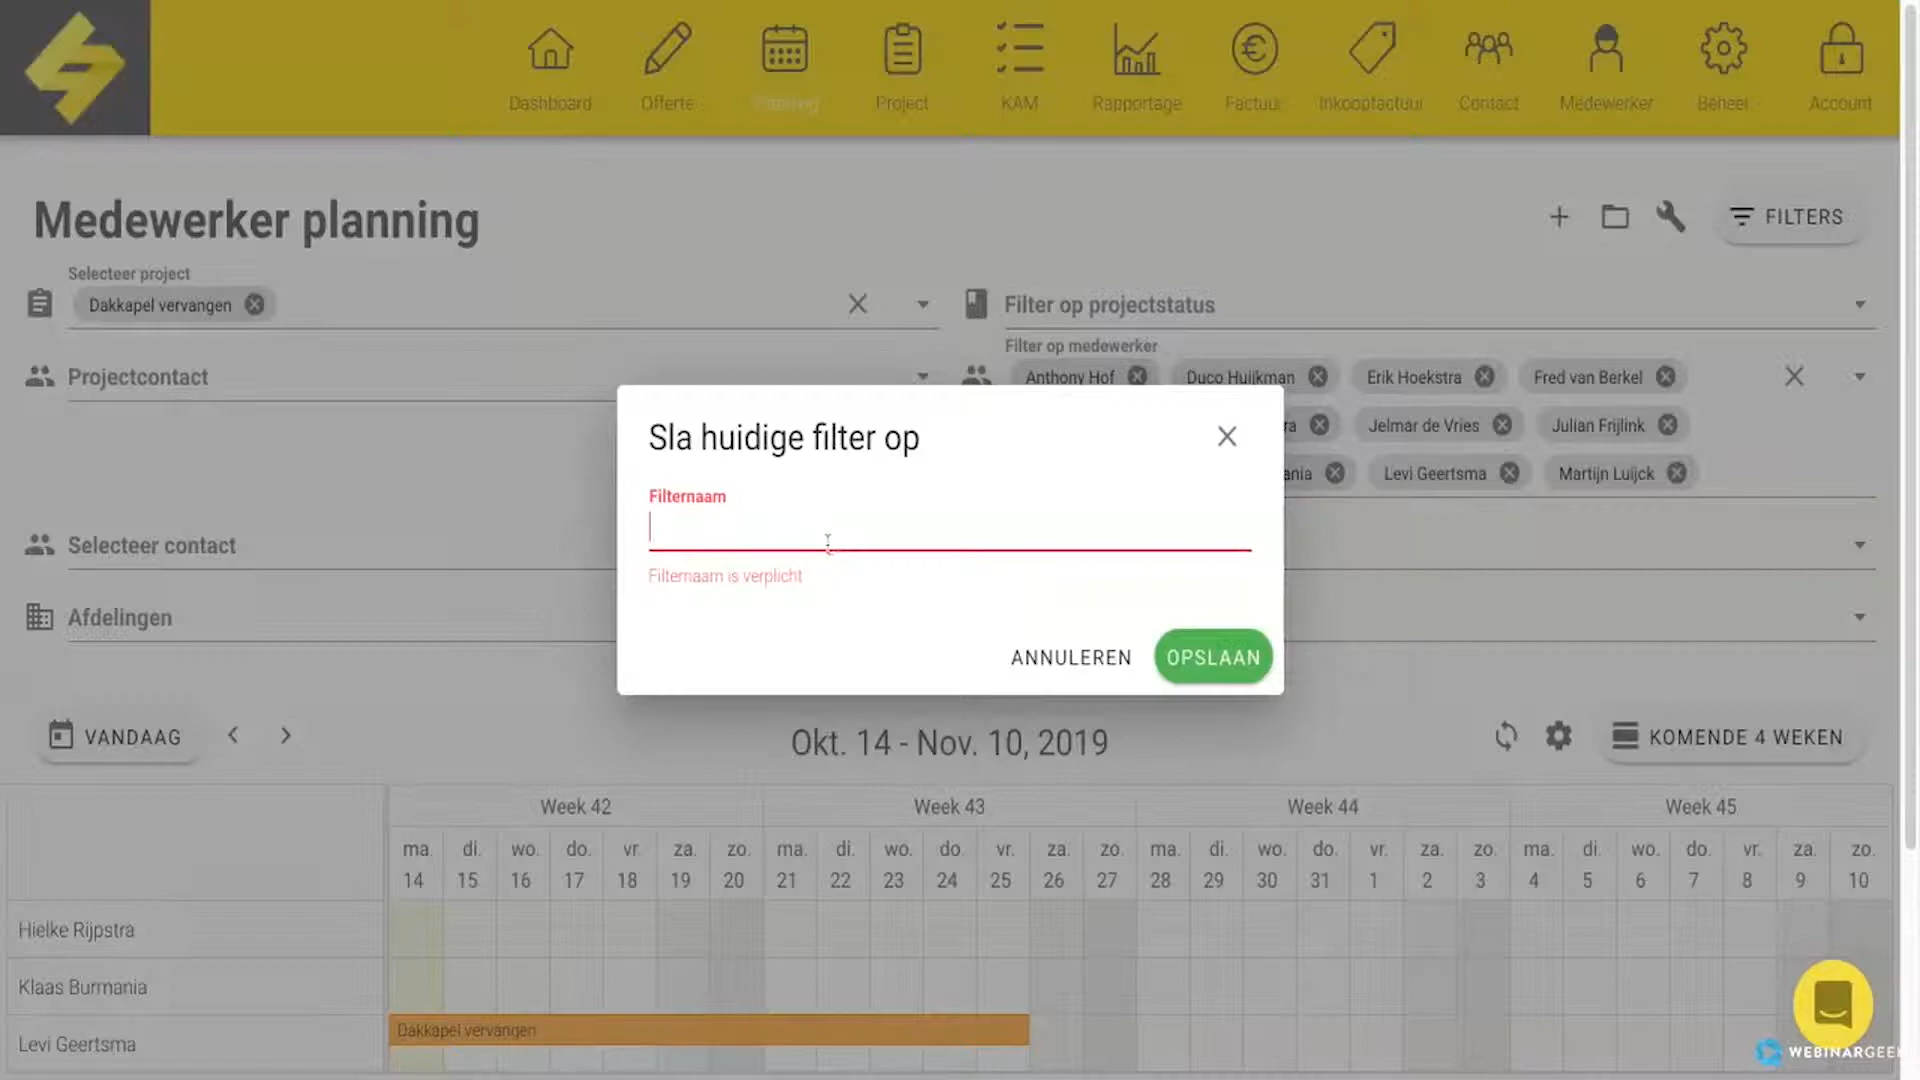 Dashboard
Offerte
Planning
Project
KAM
Rapportage
Factuur
Inkoopfactuur
Contact
Medewerker
Beheer
Account
Medewerker planning
FILTERS
Selecteer project
Dakkapel vervangen
Filter op projectstatus
Projectcontact
Filter op medewerker
Anthony Hof
Duco Huijkman
Erik Hoekstra
Fred van Berkel
ra
Jelmar de Vries
Julian Frijlink
ania
Levi Geertsma
Martijn Luijck
Sla huidige filter op
Filternaam
Filternaam is verplicht
ANNULEREN
OPSLAAN
Selecteer contact
Afdelingen
VANDAAG
Okt. 14 - Nov. 10, 2019
KOMENDE 4 WEKEN
Week 42 Week 43 Week 44 Week 45
ma. di. wo. do. vr. za. zo. ma. di. wo. do. vr. za. zo. ma. di. wo. do. vr. za. zo. ma. di. wo. do. vr. za. zo.
14 15 16 17 18 19 20 21 22 23 24 25 26 27 28 29 30 31 1 2 3 4 5 6 7 8 9 10
Hielke Rijpstra
Klaas Burmania
Levi Geertsma
Dakkapel vervangen
WEBINARGEEK